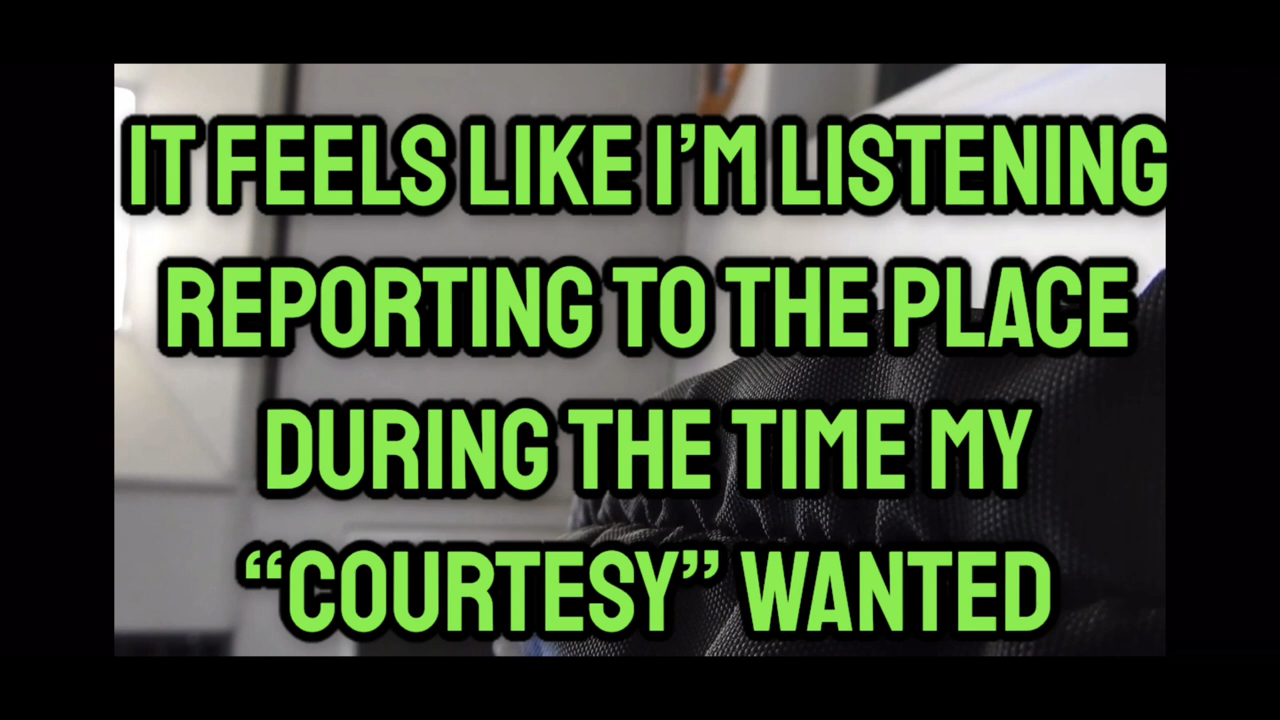 IT FEELS LIKE I’M LISTENING
REPORTING TO THE PLACE
DURING THE TIME MY
“COURTESY” WANTED